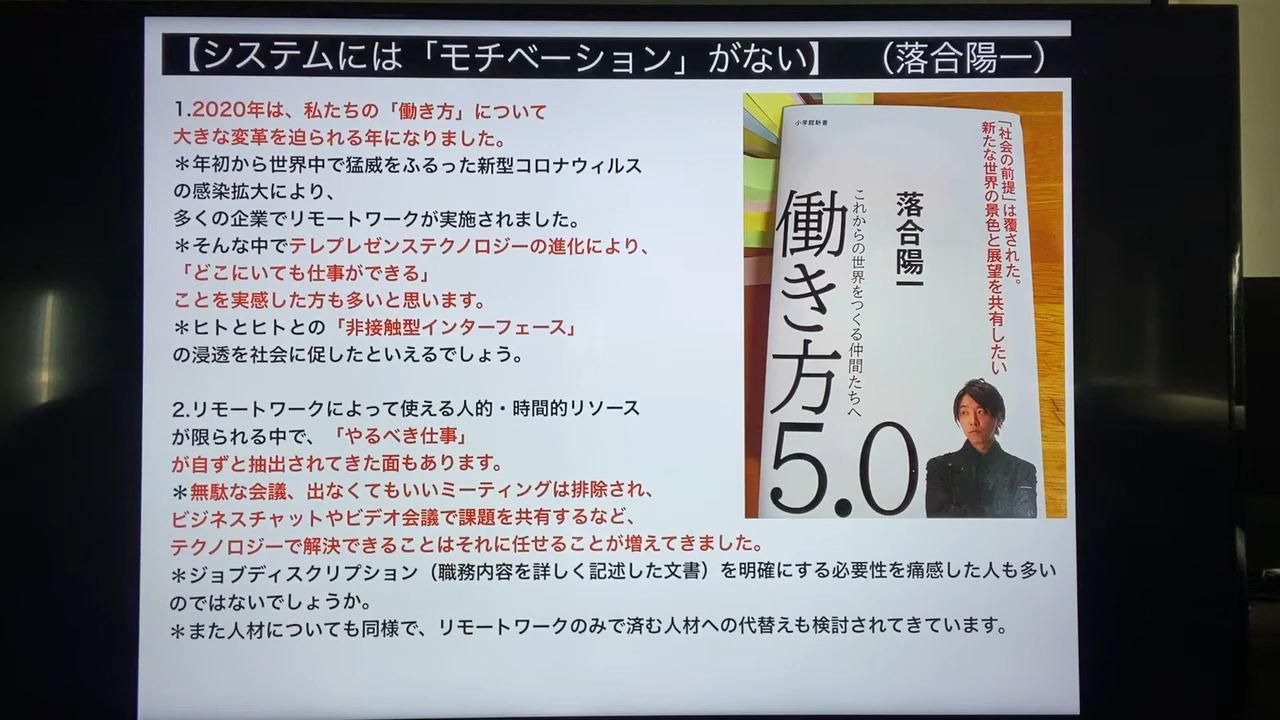 【システムには「モチベーション」がない】 （落合陽一）
1.2020年は、私たちの「働き方」について
大きな変革を迫られる年になりました。
＊年初から世界中で猛威をふるった新型コロナウィルス
の感染拡大により、
多くの企業でリモートワークが実施されました。
＊そんな中でテレプレゼンステクノロジーの進化により、
「どこにいても仕事ができる」
ことを実感した方も多いと思います。
＊ヒトとヒトとの「非接触型インターフェース」
の浸透を社会に促したといえるでしょう。
2.リモートワークによって使える人的・時間的リソース
が限られる中で、「やるべき仕事」
が自ずと抽出されてきた面もあります。
＊無駄な会議、出なくてもいいミーティングは排除され、
ビジネスチャットやビデオ会議で課題を共有するなど、
テクノロジーで解決できることはそれに任せることが増えてきました。
＊ジョブディスクリプション（職務内容を詳しく記述した文書）を明確にする必要性を痛感した人も多い
のではないでしょうか。
＊また人材についても同様で、リモートワークのみで済む人材への代替えも検討されてきています。
小学館新書
「社会の前提」は覆された。
新たな世界の景色と展望を共有したい
落合陽一
これからの世界をつくる仲間たちへ
働き方
5.0